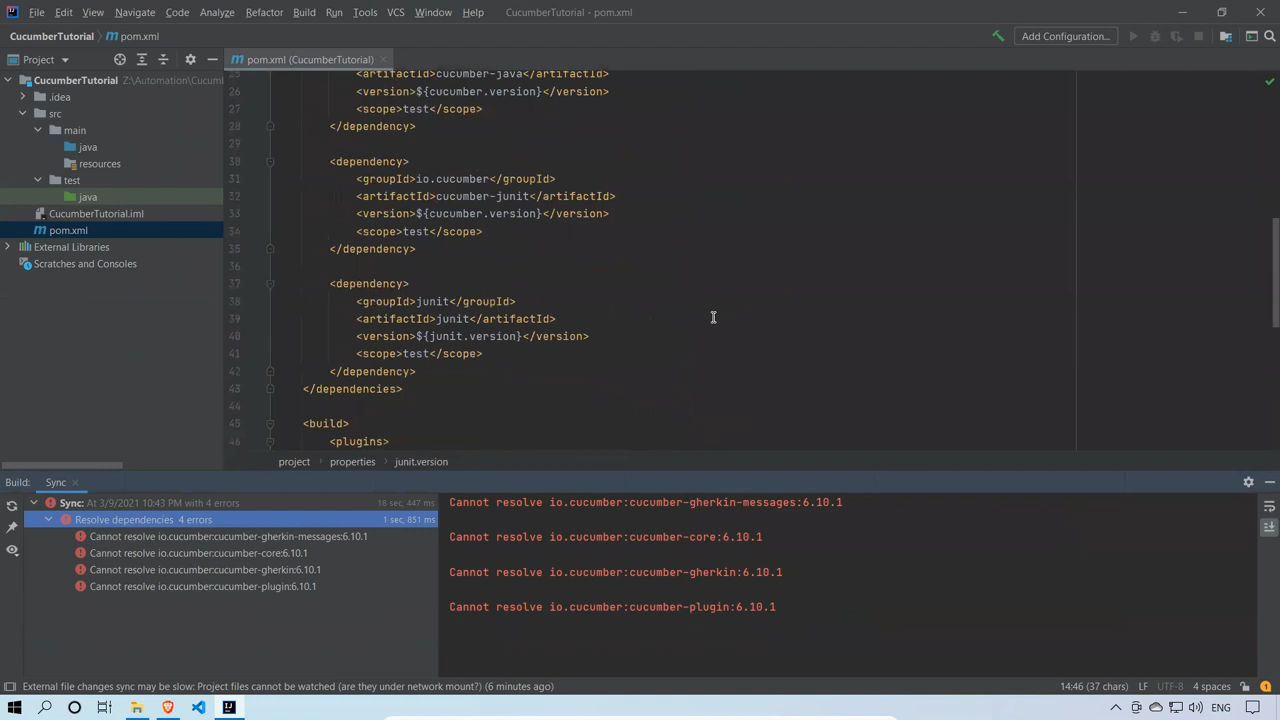 File Edit View Navigate Code Analyze Refactor Build Run Tools VCS Window Help CucumberTutorial - pom.xml
CucumberTutorial pom.xml Add Configuration...
Project pom.xml (CucumberTutorial)
CucumberTutorial Z:\Automation\Cucum
.idea
src
main
java
resources
test
java
CucumberTutorial.iml
pom.xml
External Libraries
Scratches and Consoles
25 <artifactId>cucumber-java</artifactId>
26 <version>${cucumber.version}</version>
27 <scope>test</scope>
28 </dependency>
29
30 <dependency>
31 <groupId>io.cucumber</groupId>
32 <artifactId>cucumber-junit</artifactId>
33 <version>${cucumber.version}</version>
34 <scope>test</scope>
35 </dependency>
36
37 <dependency>
38 <groupId>junit</groupId>
39 <artifactId>junit</artifactId>
40 <version>${junit.version}</version>
41 <scope>test</scope>
42 </dependency>
43 </dependencies>
44
45 <build>
46 <plugins>
project properties junit.version
Build: Sync
Sync: At 3/9/2021 10:43 PM with 4 errors 18 sec, 447 ms
Resolve dependencies 4 errors 1 sec, 851 ms
Cannot resolve io.cucumber:cucumber-gherkin-messages:6.10.1
Cannot resolve io.cucumber:cucumber-core:6.10.1
Cannot resolve io.cucumber:cucumber-gherkin:6.10.1
Cannot resolve io.cucumber:cucumber-plugin:6.10.1
Cannot resolve io.cucumber:cucumber-gherkin-messages:6.10.1
Cannot resolve io.cucumber:cucumber-core:6.10.1
Cannot resolve io.cucumber:cucumber-gherkin:6.10.1
Cannot resolve io.cucumber:cucumber-plugin:6.10.1
External file changes sync may be slow: Project files cannot be watched (are they under network mount?) (6 minutes ago) 14:46 (37 chars) LF UTF-8 4 spaces 1
ENG